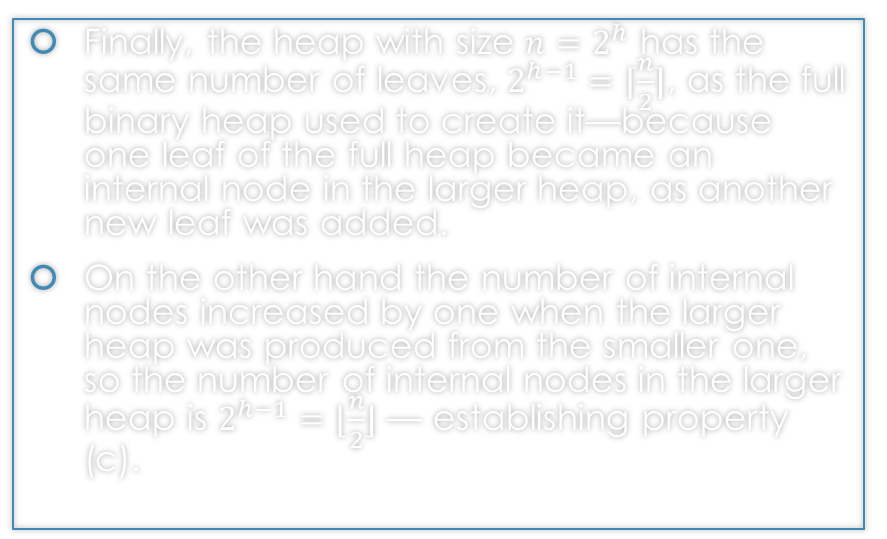 Finally, the heap with size n = 2^h has the
same number of leaves, 2^{h−1} = ⌈n/2⌉, as the full
binary heap used to create it—because
one leaf of the full heap became an
internal node in the larger heap, as another
new leaf was added.
On the other hand the number of internal
nodes increased by one when the larger
heap was produced from the smaller one,
so the number of internal nodes in the larger
heap is 2^{h−1} = ⌊n/2⌋ — establishing property
(c).